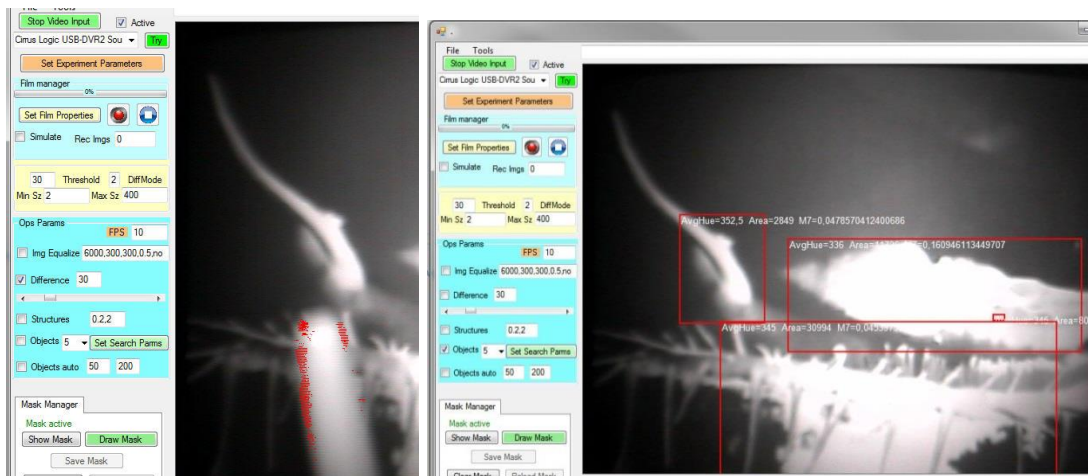 File Tools
Stop Video Input Active
Cirrus Logic USB-DVR2 Sou Try
Set Experiment Parameters
Film manager
0%
Set Film Properties
Simulate Rec Imgs 0
30 Threshold 2 DiffMode
Min Sz 2 Max Sz 400
Ops Params
FPS 10
Img Equalize 6000,300,300,0.5,no
Difference 30
Structures 0.2,2
Objects 5 Set Search Parms
Objects auto 50 200
Mask Manager
Mask active
Show Mask Draw Mask
Save Mask
File Tools
Stop Video Input Active
Cirrus Logic USB-DVR2 Sou Try
Set Experiment Parameters
Film manager
0%
Set Film Properties
Simulate Rec Imgs 0
30 Threshold 2 DiffMode
Min Sz 2 Max Sz 400
Ops Params
FPS 10
Img Equalize 6000,300,300,0.5,no
Difference 30
Structures 0.2,2
Objects 5 Set Search Parms
Objects auto 50 200
Mask Manager
Mask active
Show Mask Draw Mask
Save Mask
Clear Mask Reload Mask
AvgHue=352,5 Area=2849 M7=0,0478570412400686
AvgHue=336 0,160946113449707
AvgHue=345 Area=30994